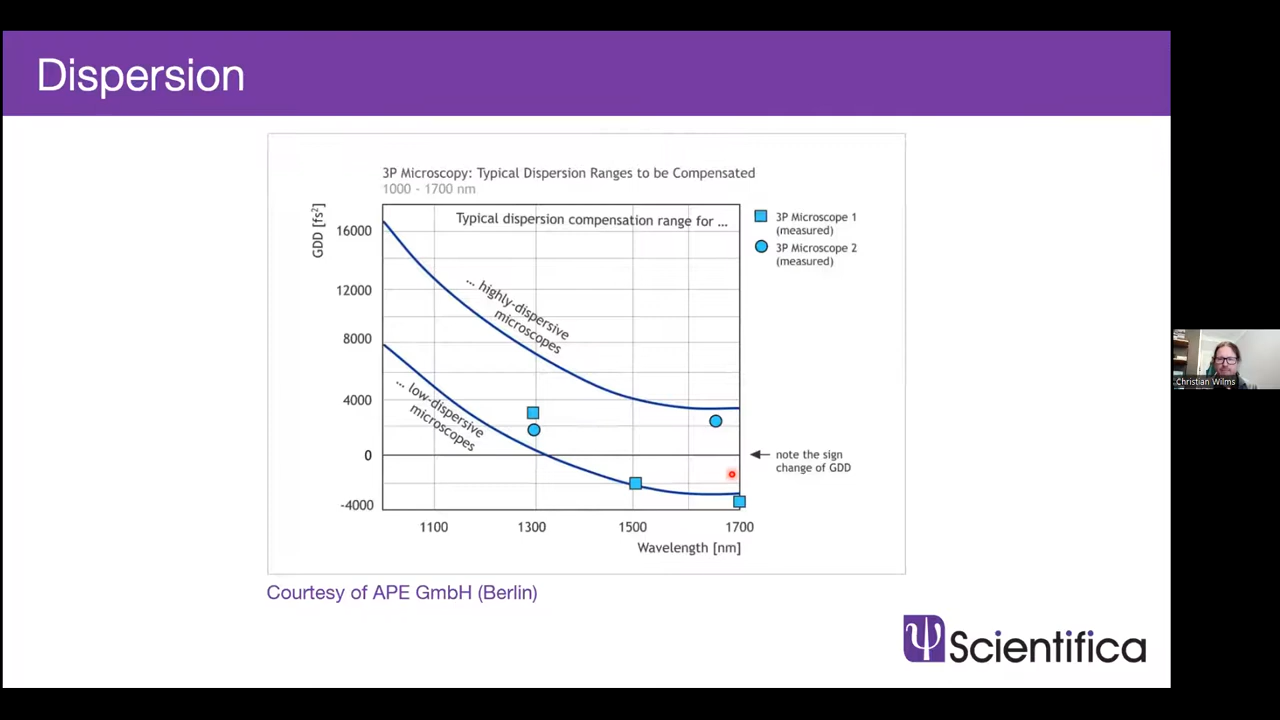 Dispersion
3P Microscopy: Typical Dispersion Ranges to be Compensated
1000 - 1700 nm
GDD [fs²]
Typical dispersion compensation range for ...
16000
12000
8000
4000
0
-4000
... highly-dispersive
microscopes
... low-dispersive
microscopes
1100
1300
1500
1700
Wavelength [nm]
3P Microscope 1
(measured)
3P Microscope 2
(measured)
note the sign
change of GDD
Courtesy of APE GmbH (Berlin)
Scientifica
Christian Wilms